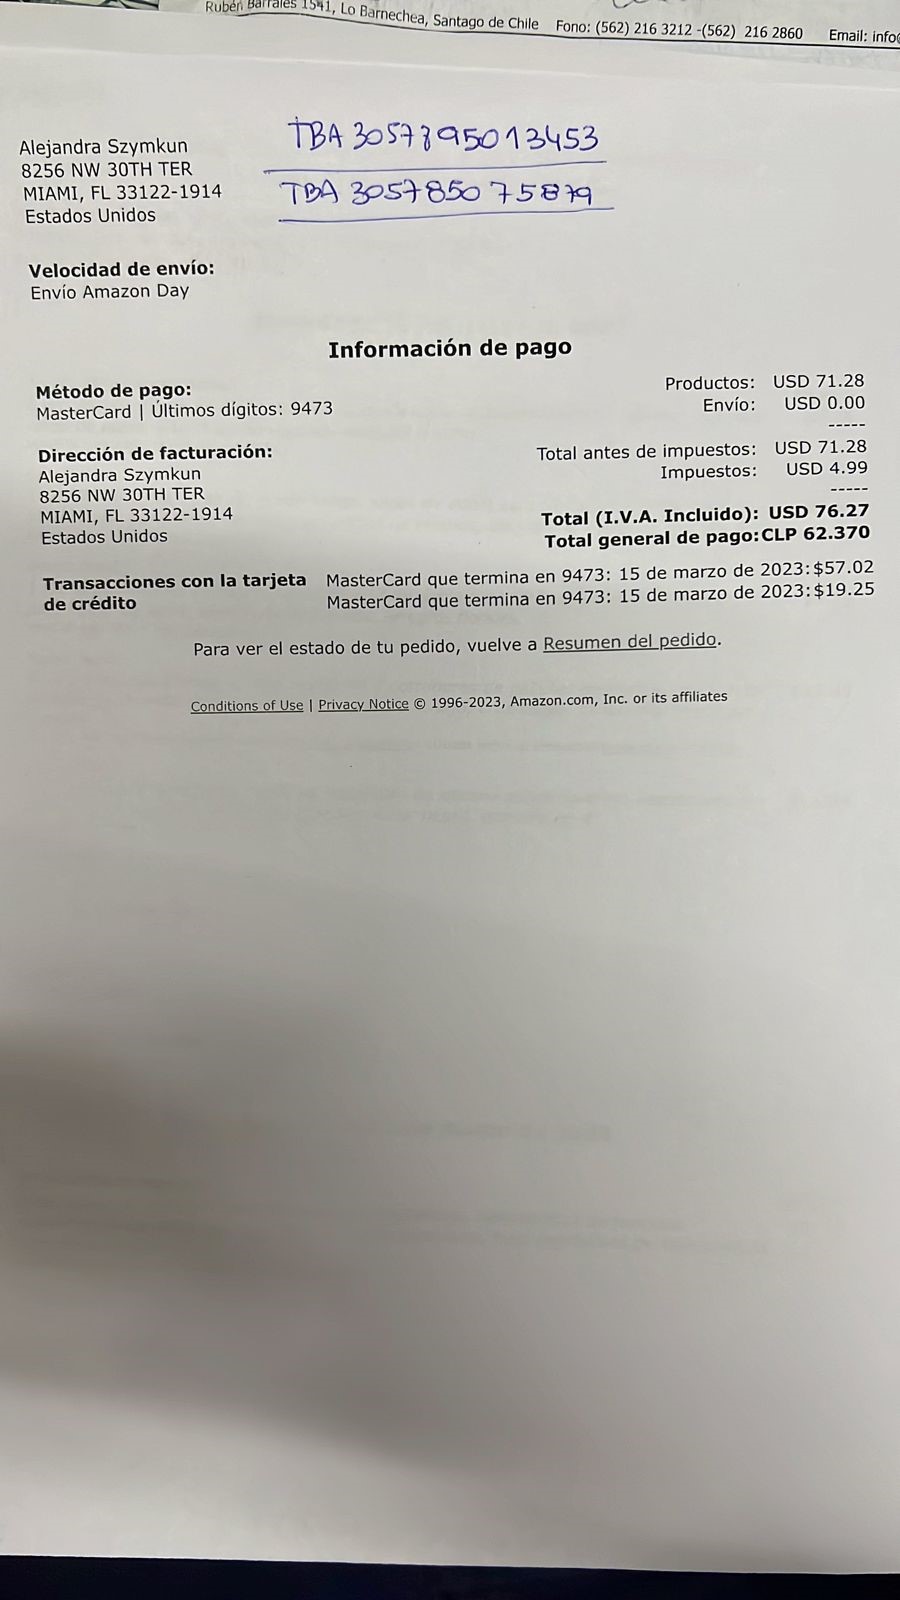 Rubén Barrales 1541, Lo Barnechea, Santago de Chile Fono: (562) 216 3212 -(562) 216 2860 Email: info@
TBA 3057895013453
TBA 305785075879
Alejandra Szymkun
8256 NW 30TH TER
MIAMI, FL 33122-1914
Estados Unidos
Velocidad de envío:
Envío Amazon Day
Información de pago
Método de pago:
MasterCard | Últimos dígitos: 9473
Dirección de facturación:
Alejandra Szymkun
8256 NW 30TH TER
MIAMI, FL 33122-1914
Estados Unidos
Productos: USD 71.28
Envío: USD 0.00
-----
Total antes de impuestos: USD 71.28
Impuestos: USD 4.99
-----
Total (I.V.A. Incluido): USD 76.27
Total general de pago: CLP 62.370
Transacciones con la tarjeta de crédito
MasterCard que termina en 9473: 15 de marzo de 2023: $57.02
MasterCard que termina en 9473: 15 de marzo de 2023: $19.25
Para ver el estado de tu pedido, vuelve a Resumen del pedido.
Conditions of Use | Privacy Notice © 1996-2023, Amazon.com, Inc. or its affiliates